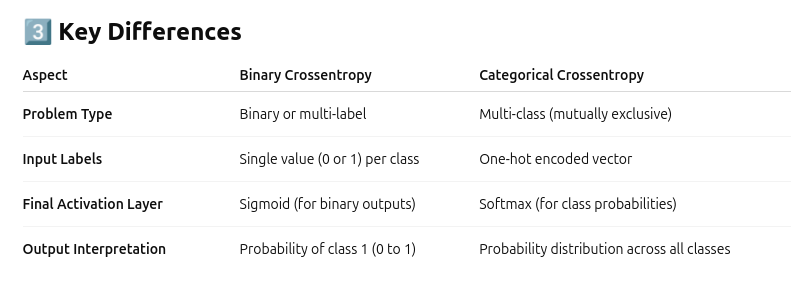 3 Key Differences
Aspect Binary Crossentropy Categorical Crossentropy
Problem Type Binary or multi-label Multi-class (mutually exclusive)
Input Labels Single value (0 or 1) per class One-hot encoded vector
Final Activation Layer Sigmoid (for binary outputs) Softmax (for class probabilities)
Output Interpretation Probability of class 1 (0 to 1) Probability distribution across all classes